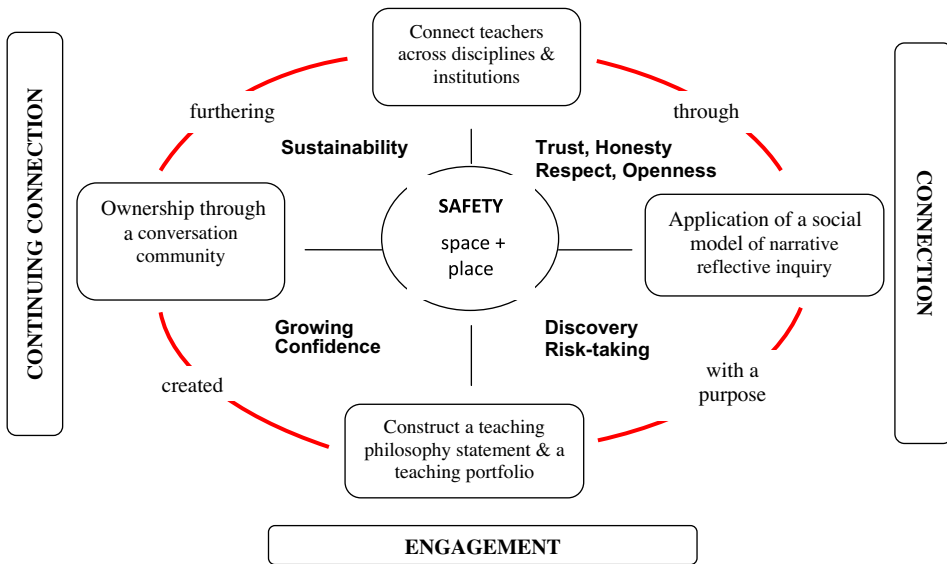 Connect teachers
across disciplines &
institutions
furthering
through
Sustainability
Trust, Honesty
Respect, Openness
CONTINUING CONNECTION
Ownership through
a conversation
community
SAFETY
space +
place
Application of a social
model of narrative
reflective inquiry
CONNECTION
Growing
Confidence
Discovery
Risk-taking
created
with a
purpose
Construct a teaching
philosophy statement & a
teaching portfolio
ENGAGEMENT